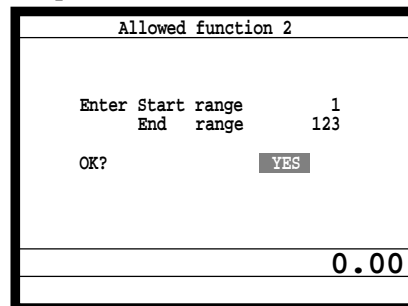 Allowed function 2
Enter Start range 1
End range 123
OK? YES
0.00